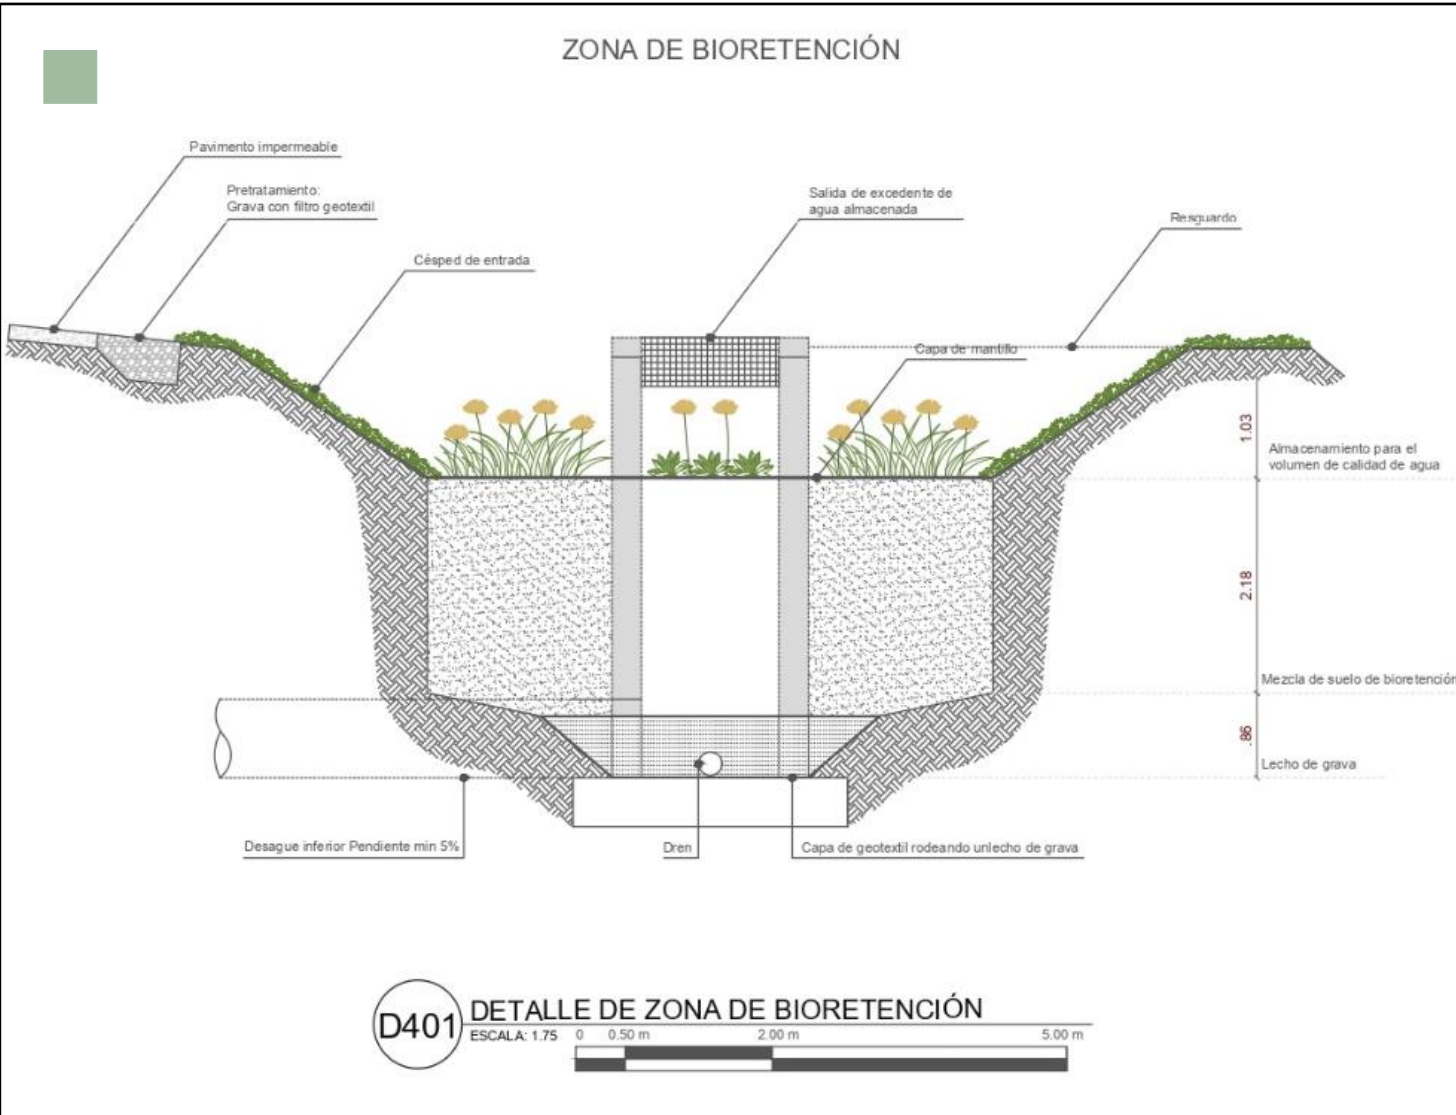 ZONA DE BIORETENCIÓN
Pavimento impermeable
Pretratamiento:
Grava con filtro geotextil
Césped de entrada
Salida de excedente de
agua almacenada
Resguardo
Capa de mantillo
1.03
Almacenamiento para el
volumen de calidad de agua
2.18
Mezcla de suelo de bioretención
.86
Lecho de grava
Desague inferior Pendiente min 5%
Dren
Capa de geotextil rodeando unlecho de grava
D401
DETALLE DE ZONA DE BIORETENCIÓN
ESCALA: 1.75
0 0.50 m 2.00 m 5.00 m